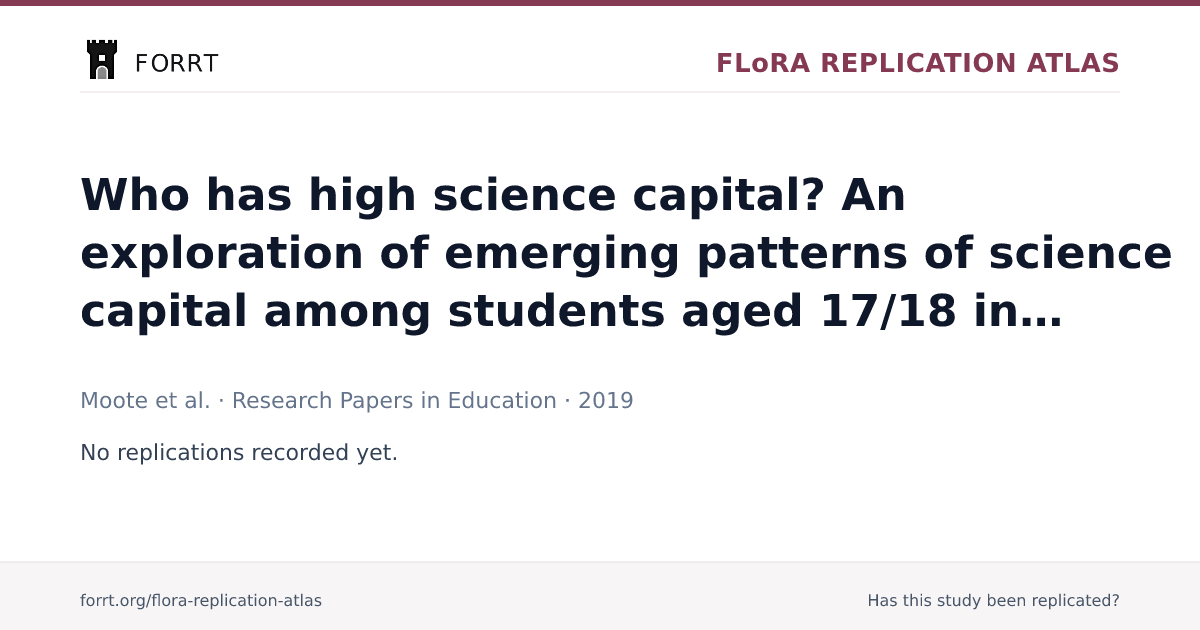 FORRT
FLoRA REPLICATION ATLAS
Who has high science capital? An
exploration of emerging patterns of science
capital among students aged 17/18 in…
Moote et al. · Research Papers in Education · 2019
No replications recorded yet.
forrt.org/flora-replication-atlas
Has this study been replicated?